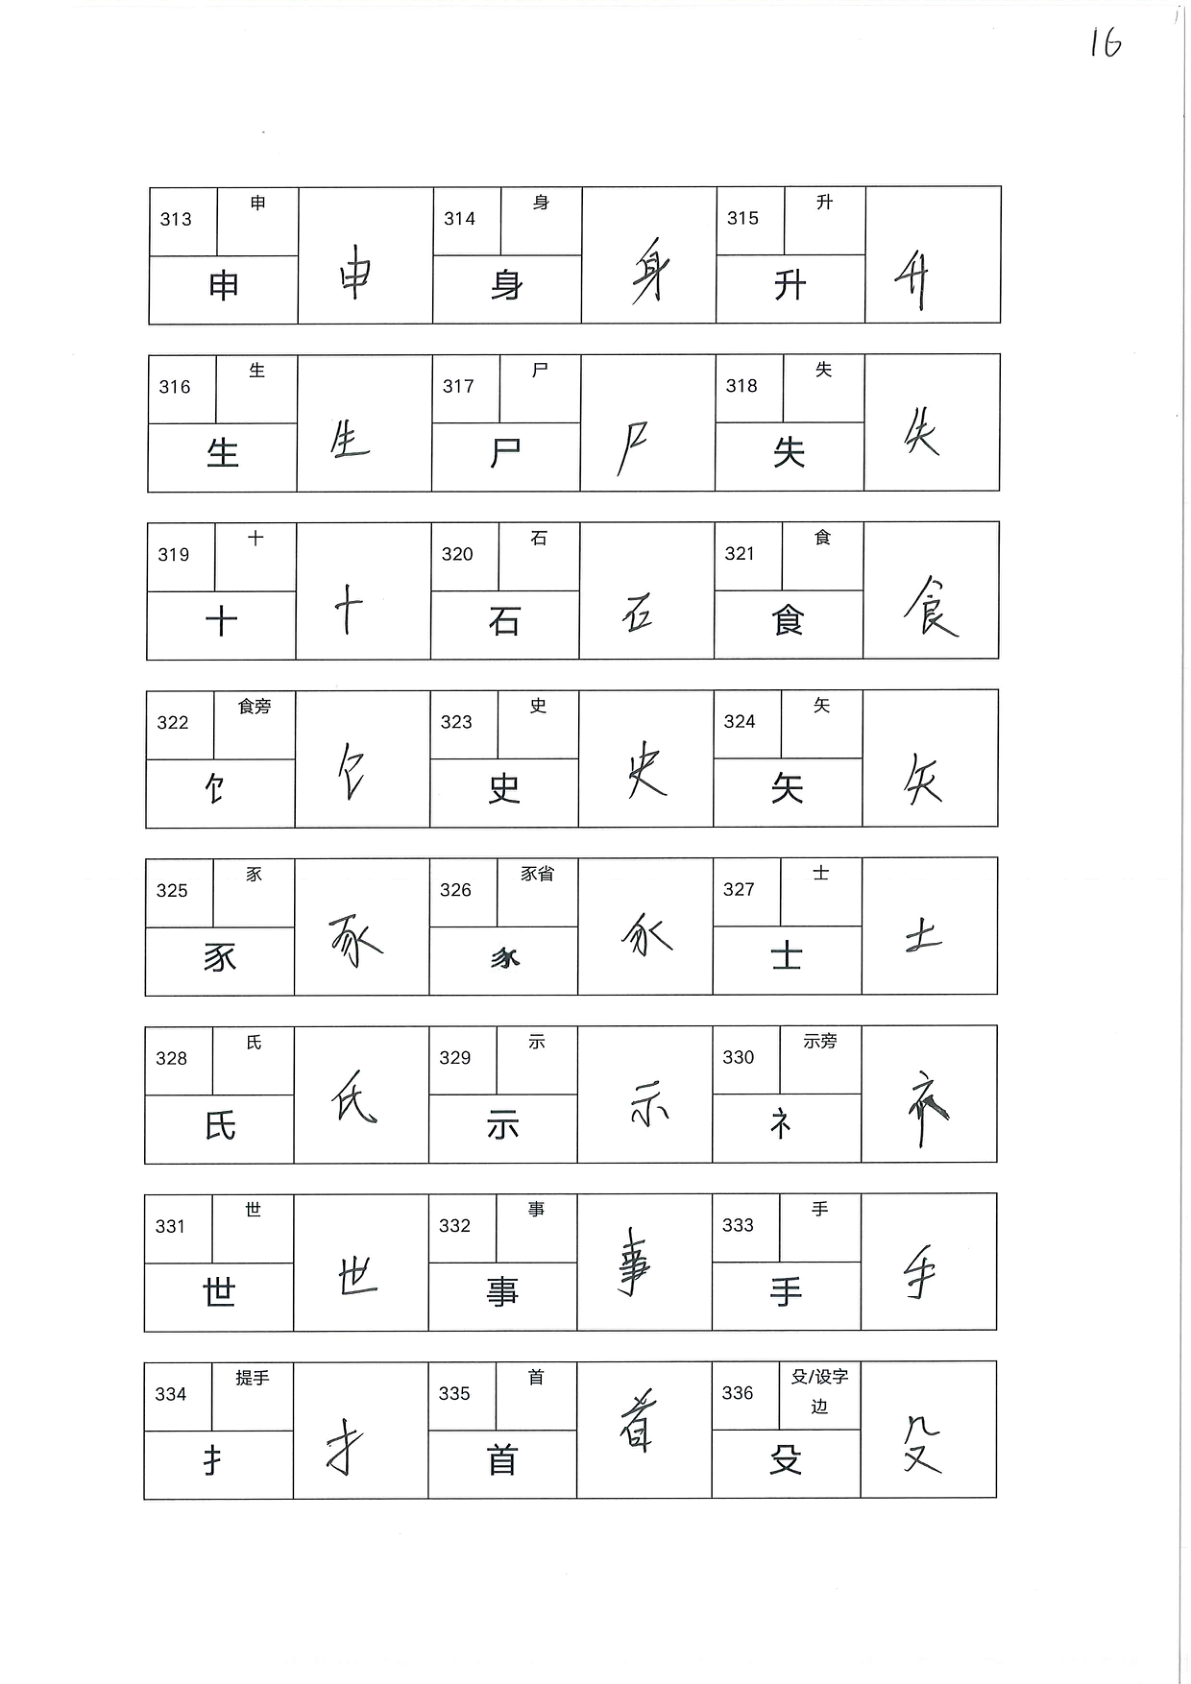 16
313 申 申 申 314 身 身 身 315 升 升 升
316 生 生 生 317 尸 尸 尸 318 失 失 失
319 十 十 十 320 石 石 石 321 食 食 食
322 食旁 饣 饣 323 史 史 史 324 矢 矢 矢
325 豕 豕 豕 326 豕省 327 士 士 士
328 氏 氏 氏 329 示 示 示 330 示旁 礻 礻
331 世 世 世 332 事 事 事 333 手 手 手
334 提手 扌 扌 335 首 首 首 336 殳/设字
边
殳 殳